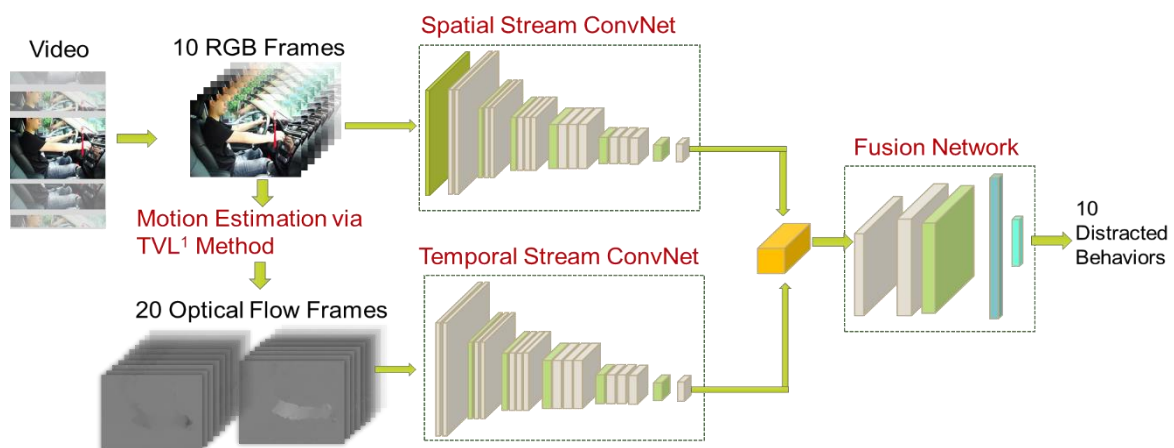 Video
10 RGB Frames
Spatial Stream ConvNet
Motion Estimation via
TVL¹ Method
20 Optical Flow Frames
Temporal Stream ConvNet
Fusion Network
10
Distracted
Behaviors